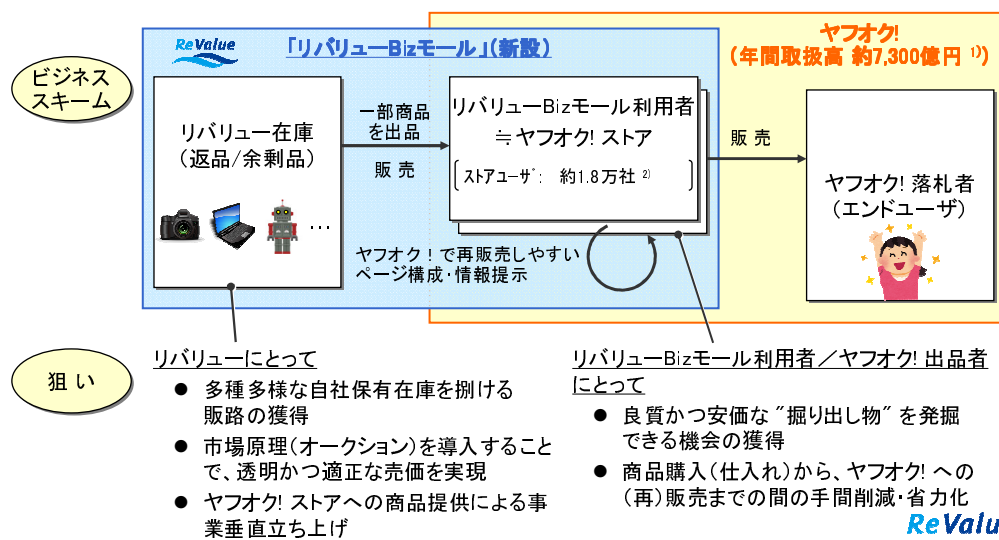 ヤフオク!
(年間取扱高 約7,300億円 1))
ReValue
「リバリューBizモール」(新設)
ビジネス
スキーム
リバリュー在庫
(返品/余剰品)
…
一部商品
を出品
販 売
リバリューBizモール利用者
≒ヤフオク! ストア
ストアユーザ: 約1.8万社 2)
販 売
ヤフオク! 落札者
(エンドユーザ)
ヤフオク!で再販売しやすい
ページ構成・情報提示
狙 い
リバリューにとって
● 多種多様な自社保有在庫を捌ける
販路の獲得
● 市場原理(オークション)を導入すること
で、透明かつ適正な売価を実現
● ヤフオク! ストアへの商品提供による事
業垂直立ち上げ
リバリューBizモール利用者/ヤフオク! 出品者
にとって
● 良質かつ安価な "掘り出し物" を発掘
できる機会の獲得
● 商品購入(仕入れ)から、ヤフオク! への
(再)販売までの間の手間削減・省力化
ReValu